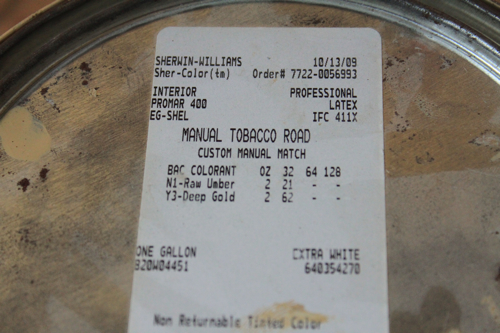 SHERWIN-WILLIAMS 10/13/09
Sher-Color(tm) Order# 7722-0056993
INTERIOR PROFESSIONAL
PROMAR 400 LATEX
EG-SHEL IFC 411X
MANUAL TOBACCO ROAD
CUSTOM MANUAL MATCH
BAC COLORANT OZ 32 64 128
N1-Raw Umber 2 21 - -
Y3-Deep Gold 2 62 - -
ONE GALLON EXTRA WHITE
B20W04451 640354270
Non Returnable Tinted Color